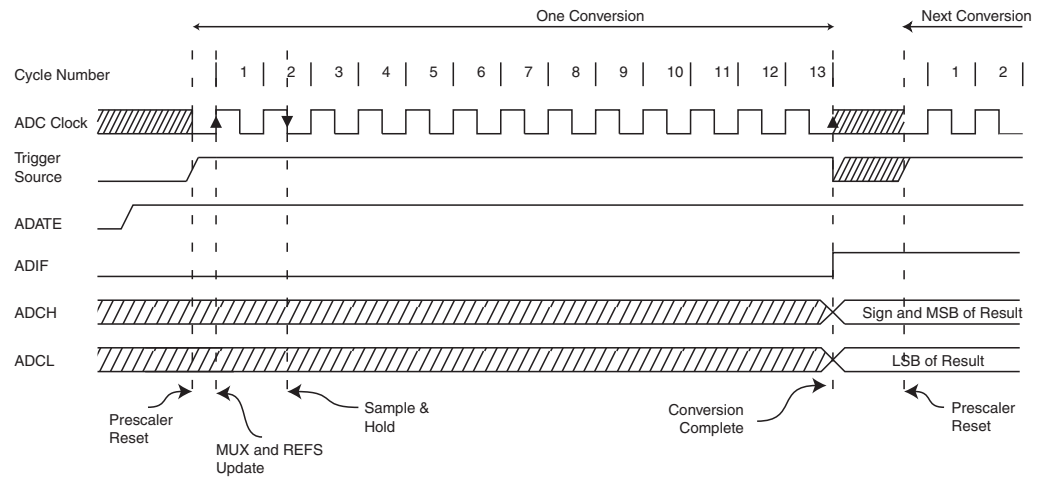 One Conversion
Next Conversion
Cycle Number
1 2 3 4 5 6 7 8 9 10 11 12 13 1 2
ADC Clock
Trigger
Source
ADATE
ADIF
ADCH
Sign and MSB of Result
ADCL
LSB of Result
Prescaler
Reset
MUX and REFS
Update
Sample &
Hold
Conversion
Complete
Prescaler
Reset